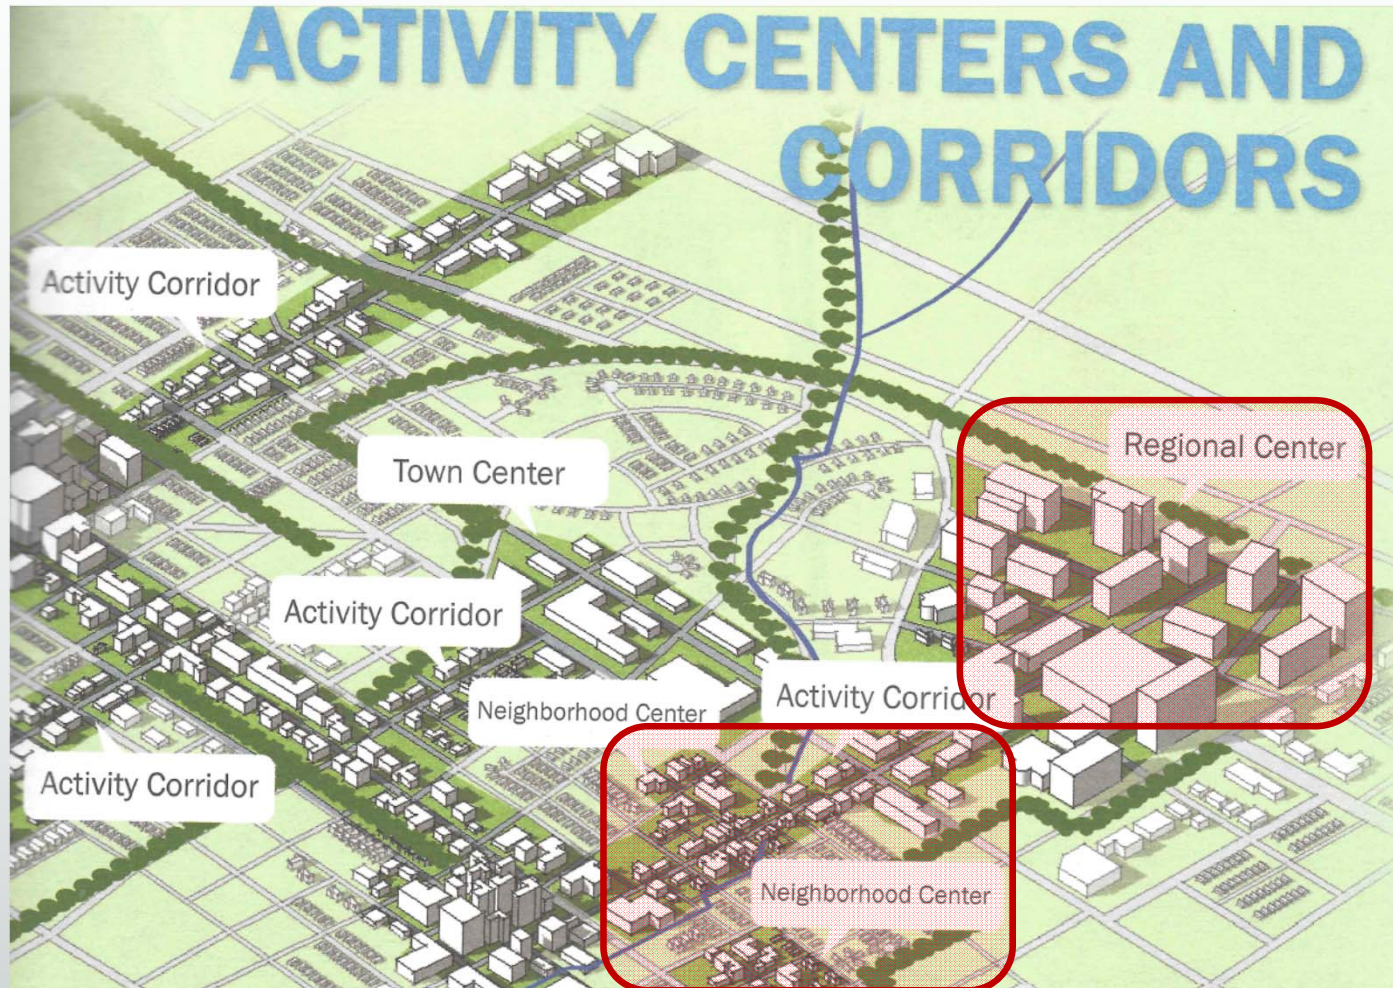 ACTIVITY CENTERS AND
CORRIDORS
Activity Corridor
Regional Center
Town Center
Activity Corridor
Neighborhood Center
Activity Corridor
Activity Corridor
Neighborhood Center